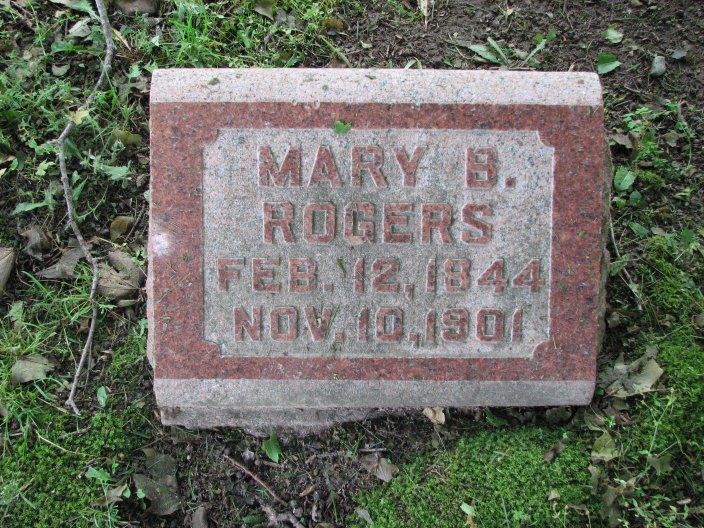 MARY B.
ROGERS
FEB. 12, 1844
NOV. 10, 1901